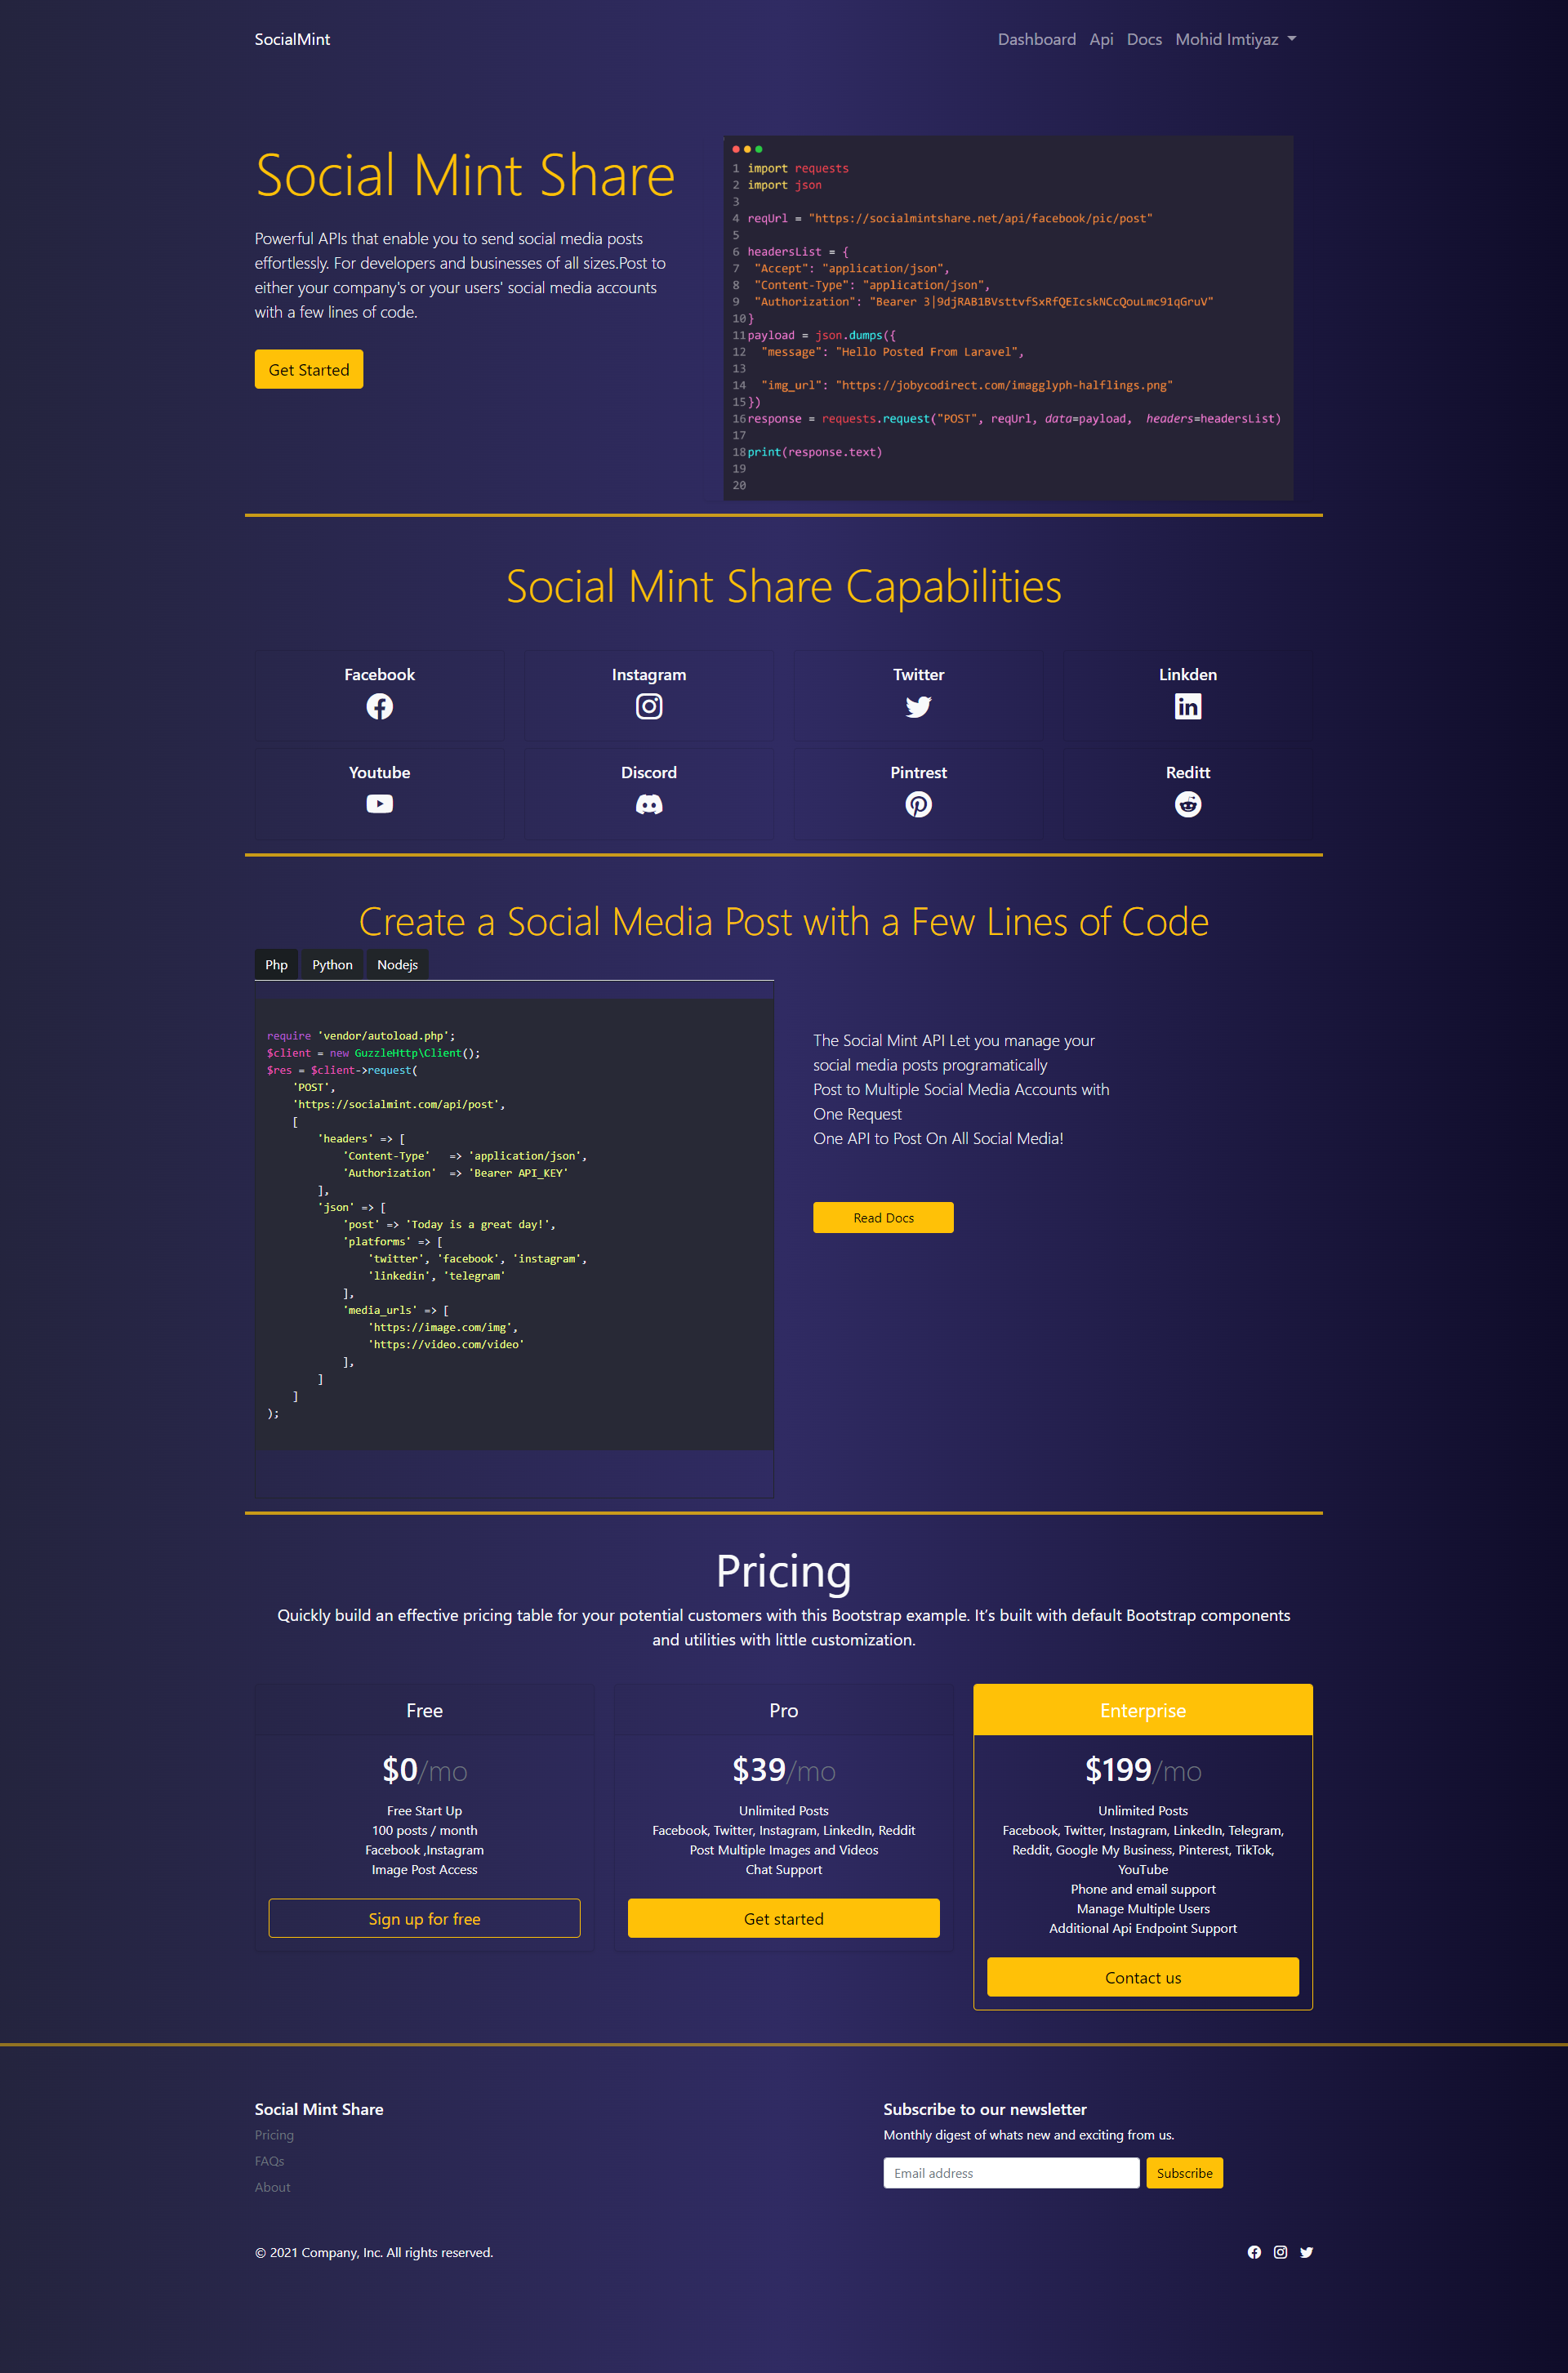 SocialMint
Dashboard Api Docs Mohid Imtiyaz
Social Mint Share
Powerful APIs that enable you to send social media posts
effortlessly. For developers and businesses of all sizes.Post to
either your company's or your users' social media accounts
with a few lines of code.
Get Started
1 import requests
2 import json
3
4 reqUrl = "https://socialmintshare.net/api/facebook/pic/post"
5
6 headersList = {
7 "Accept": "application/json",
8 "Content-Type": "application/json",
9 "Authorization": "Bearer 3|9djRAB1BVsttvfSxRfQEIcskNCcQouLmc91qGruV"
10 }
11 payload = json.dumps({
12 "message": "Hello Posted From Laravel",
13
14 "img_url": "https://jobycodirect.com/imagglyph-halflings.png"
15 })
16 response = requests.request("POST", reqUrl, data=payload, headers=headersList)
17
18 print(response.text)
19
20
Social Mint Share Capabilities
Facebook
Instagram
Twitter
Linkden
Youtube
Discord
Pintrest
Reditt
Create a Social Media Post with a Few Lines of Code
Php Python Nodejs
require 'vendor/autoload.php';
$client = new GuzzleHttp\Client();
$res = $client->request(
'POST',
'https://socialmint.com/api/post',
[
'headers' => [
'Content-Type' => 'application/json',
'Authorization' => 'Bearer API_KEY'
],
'json' => [
'post' => 'Today is a great day!',
'platforms' => [
'twitter', 'facebook', 'instagram',
'linkedin', 'telegram'
],
'media_urls' => [
'https://image.com/img',
'https://video.com/video'
],
]
]
);
The Social Mint API Let you manage your
social media posts programatically
Post to Multiple Social Media Accounts with
One Request
One API to Post On All Social Media!
Read Docs
Pricing
Quickly build an effective pricing table for your potential customers with this Bootstrap example. It's built with default Bootstrap components
and utilities with little customization.
Free
$0/mo
Free Start Up
100 posts / month
Facebook ,Instagram
Image Post Access
Sign up for free
Pro
$39/mo
Unlimited Posts
Facebook, Twitter, Instagram, LinkedIn, Reddit
Post Multiple Images and Videos
Chat Support
Get started
Enterprise
$199/mo
Unlimited Posts
Facebook, Twitter, Instagram, LinkedIn, Telegram,
Reddit, Google My Business, Pinterest, TikTok,
YouTube
Phone and email support
Manage Multiple Users
Additional Api Endpoint Support
Contact us
Social Mint Share
Pricing
FAQs
About
Subscribe to our newsletter
Monthly digest of whats new and exciting from us.
Email address
Subscribe
© 2021 Company, Inc. All rights reserved.